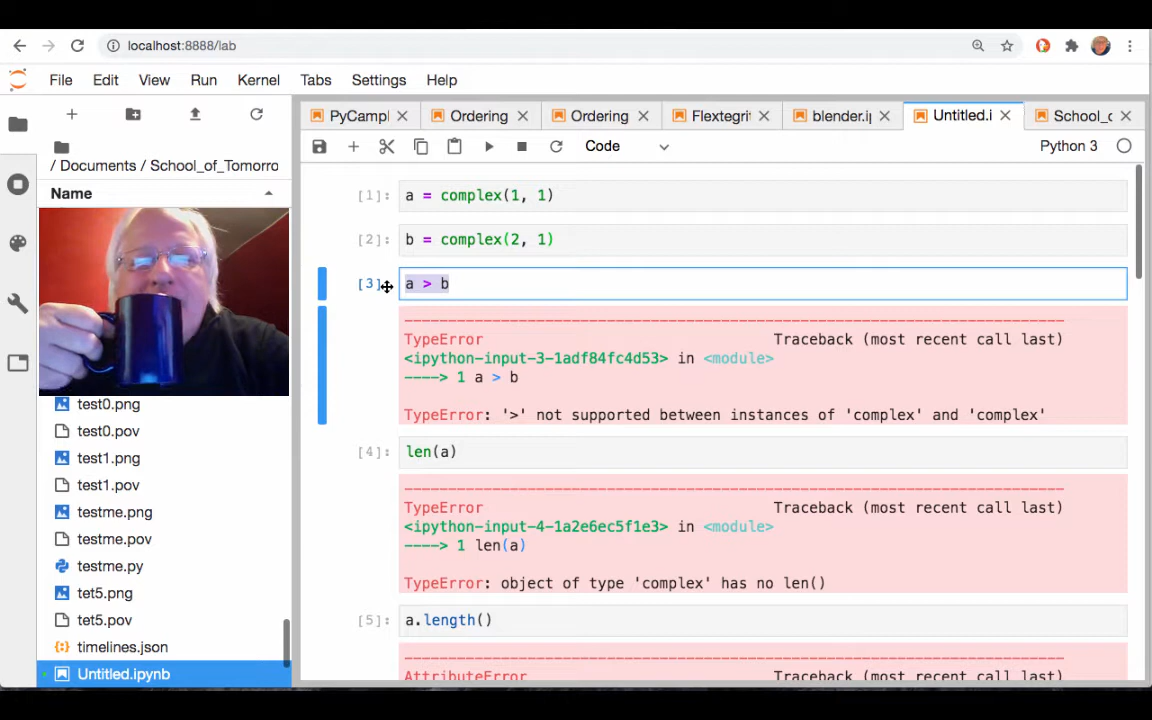 localhost:8888/lab
File Edit View Run Kernel Tabs Settings Help
PyCampl Ordering Ordering Flextegrit blender.ip Untitled.i School_c
Code Python 3
/ Documents / School_of_Tomorro
Name
[1]: a = complex(1, 1)
[2]: b = complex(2, 1)
[3]: a > b
TypeError Traceback (most recent call last)
<ipython-input-3-1adf84fc4d53> in <module>
----> 1 a > b
TypeError: '>' not supported between instances of 'complex' and 'complex'
[4]: len(a)
TypeError Traceback (most recent call last)
<ipython-input-4-1a2e6ec5f1e3> in <module>
----> 1 len(a)
TypeError: object of type 'complex' has no len()
[5]: a.length()
AttributeError Traceback (most recent call last)
test0.png
test0.pov
test1.png
test1.pov
testme.png
testme.pov
testme.py
tet5.png
tet5.pov
timelines.json
Untitled.ipynb